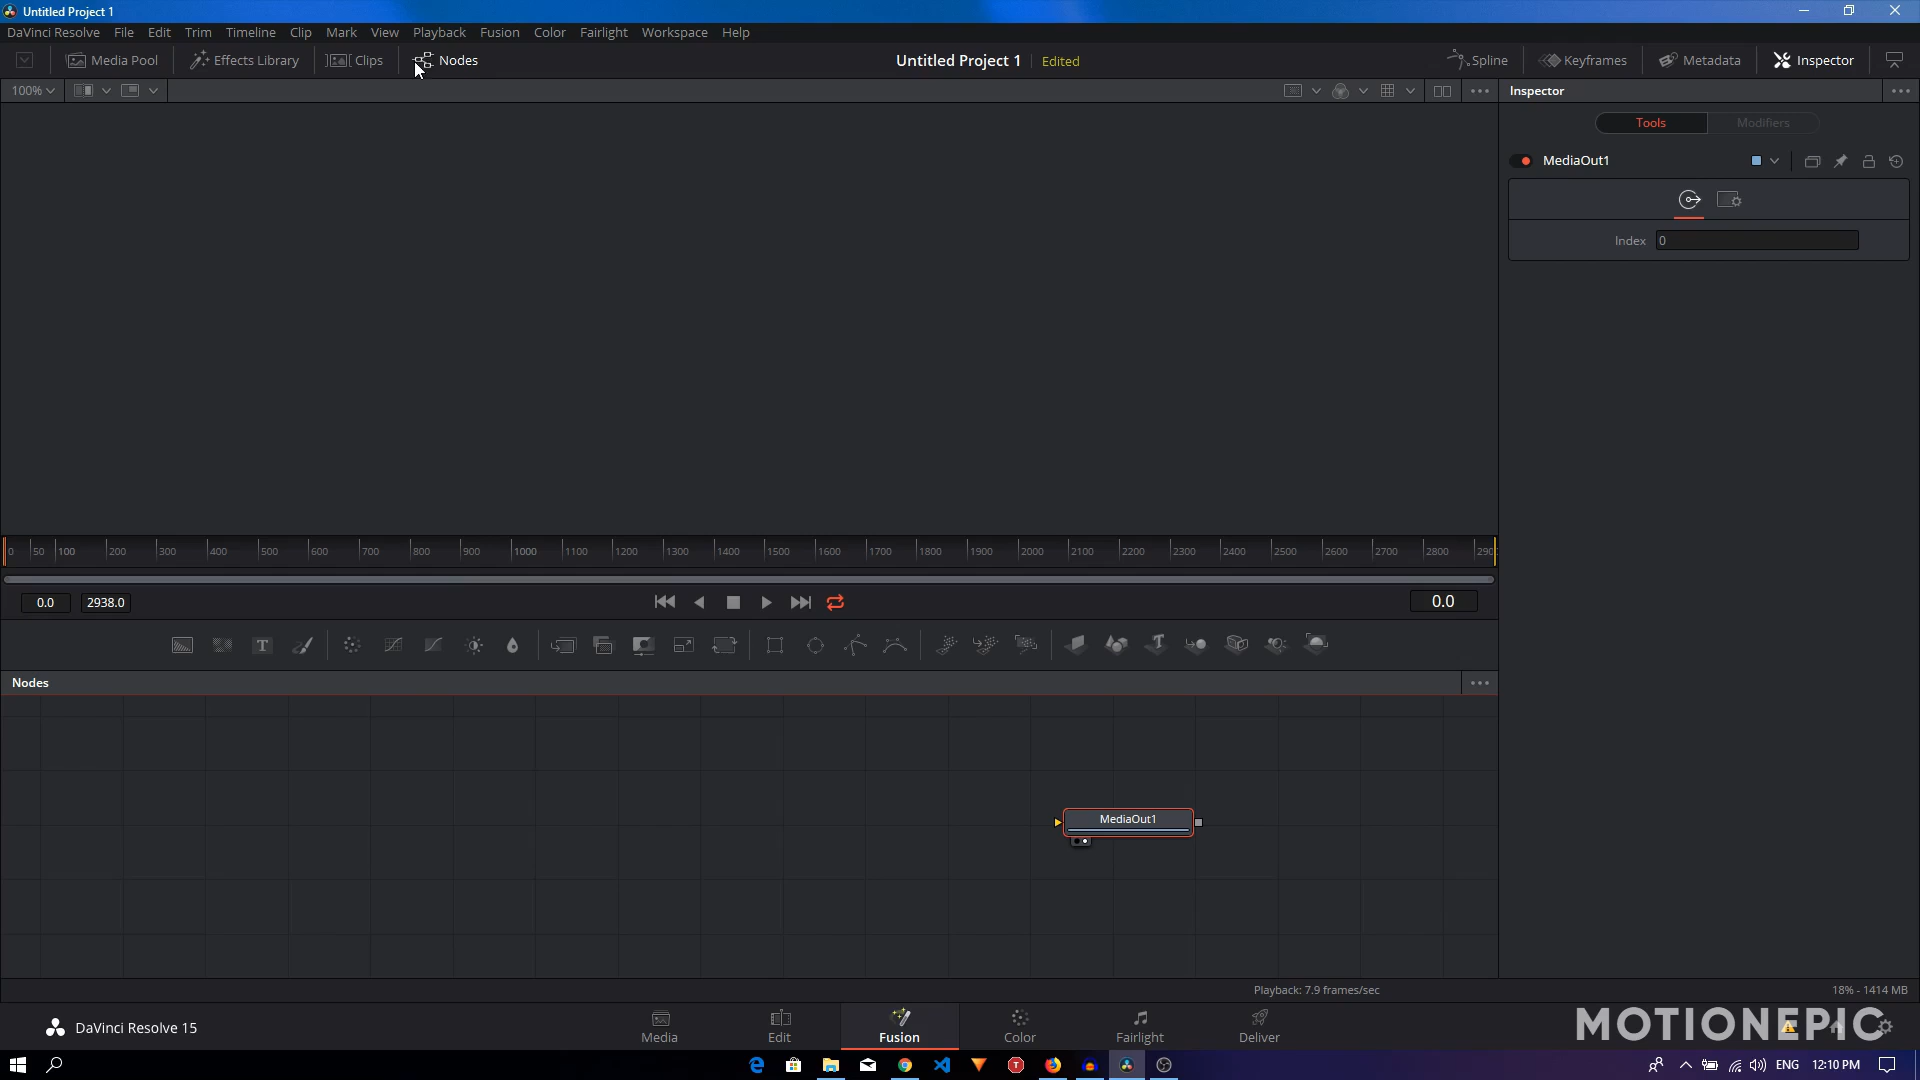 Untitled Project 1
DaVinci Resolve File Edit Trim Timeline Clip Mark View Playback Fusion Color Fairlight Workspace Help
Media Pool Effects Library Clips Nodes Untitled Project 1 Edited Spline Keyframes Metadata Inspector
100% Inspector
Tools Modifiers
MediaOut1
Index 0
0 50 100 200 300 400 500 600 700 800 900 1000 1100 1200 1300 1400 1500 1600 1700 1800 1900 2000 2100 2200 2300 2400 2500 2600 2700 2800 290
0.0 2938.0 0.0
T T
Nodes
MediaOut1
Playback: 7.9 frames/sec 18% - 1414 MB
DaVinci Resolve 15 Media Edit Fusion Color Fairlight Deliver MOTIONEPIC
ENG 12:10 PM